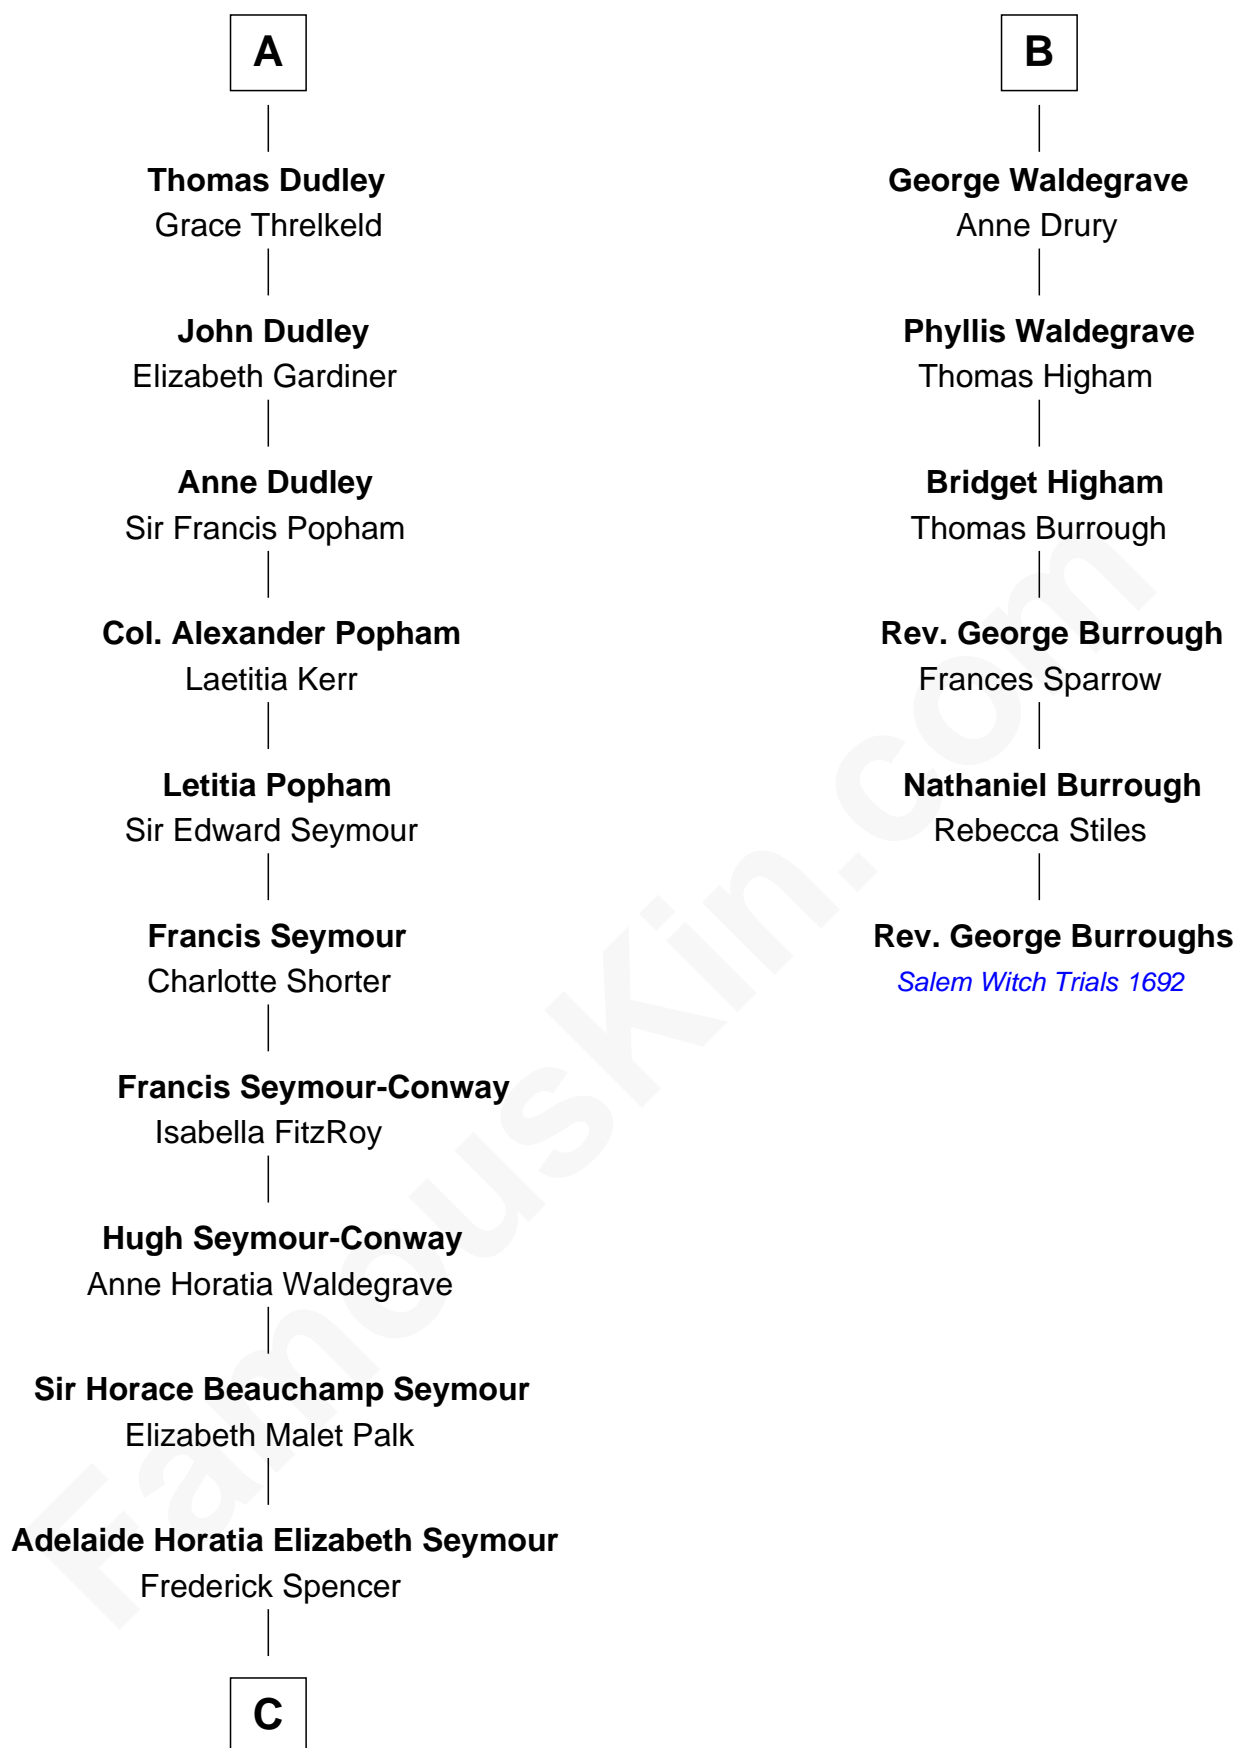 A
Thomas Dudley
Grace Threlkeld
John Dudley
Elizabeth Gardiner
Anne Dudley
Sir Francis Popham
Col. Alexander Popham
Laetitia Kerr
Letitia Popham
Sir Edward Seymour
Francis Seymour
Charlotte Shorter
Francis Seymour-Conway
Isabella FitzRoy
Hugh Seymour-Conway
Anne Horatia Waldegrave
Sir Horace Beauchamp Seymour
Elizabeth Malet Palk
Adelaide Horatia Elizabeth Seymour
Frederick Spencer
C
B
George Waldegrave
Anne Drury
Phyllis Waldegrave
Thomas Higham
Bridget Higham
Thomas Burrough
Rev. George Burrough
Frances Sparrow
Nathaniel Burrough
Rebecca Stiles
Rev. George Burroughs
Salem Witch Trials 1692
FamousKin.com